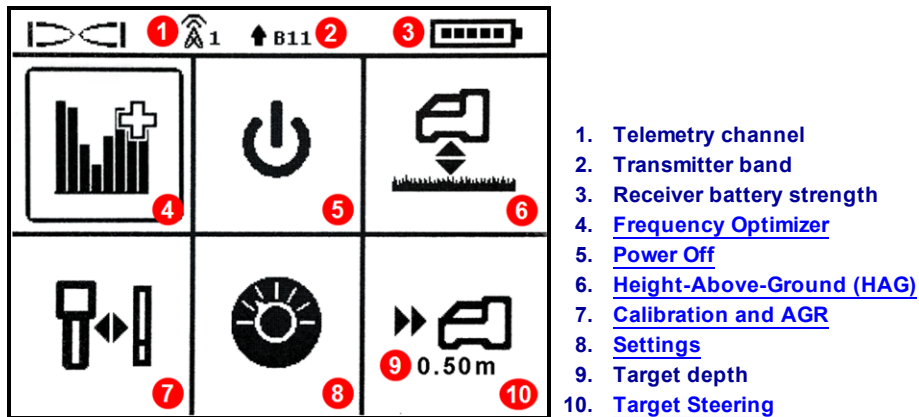 1 1 B11 2 3
4 5 6
7 8 9 0.50m 10
1. Telemetry channel
2. Transmitter band
3. Receiver battery strength
4. Frequency Optimizer
5. Power Off
6. Height-Above-Ground (HAG)
7. Calibration and AGR
8. Settings
9. Target depth
10. Target Steering